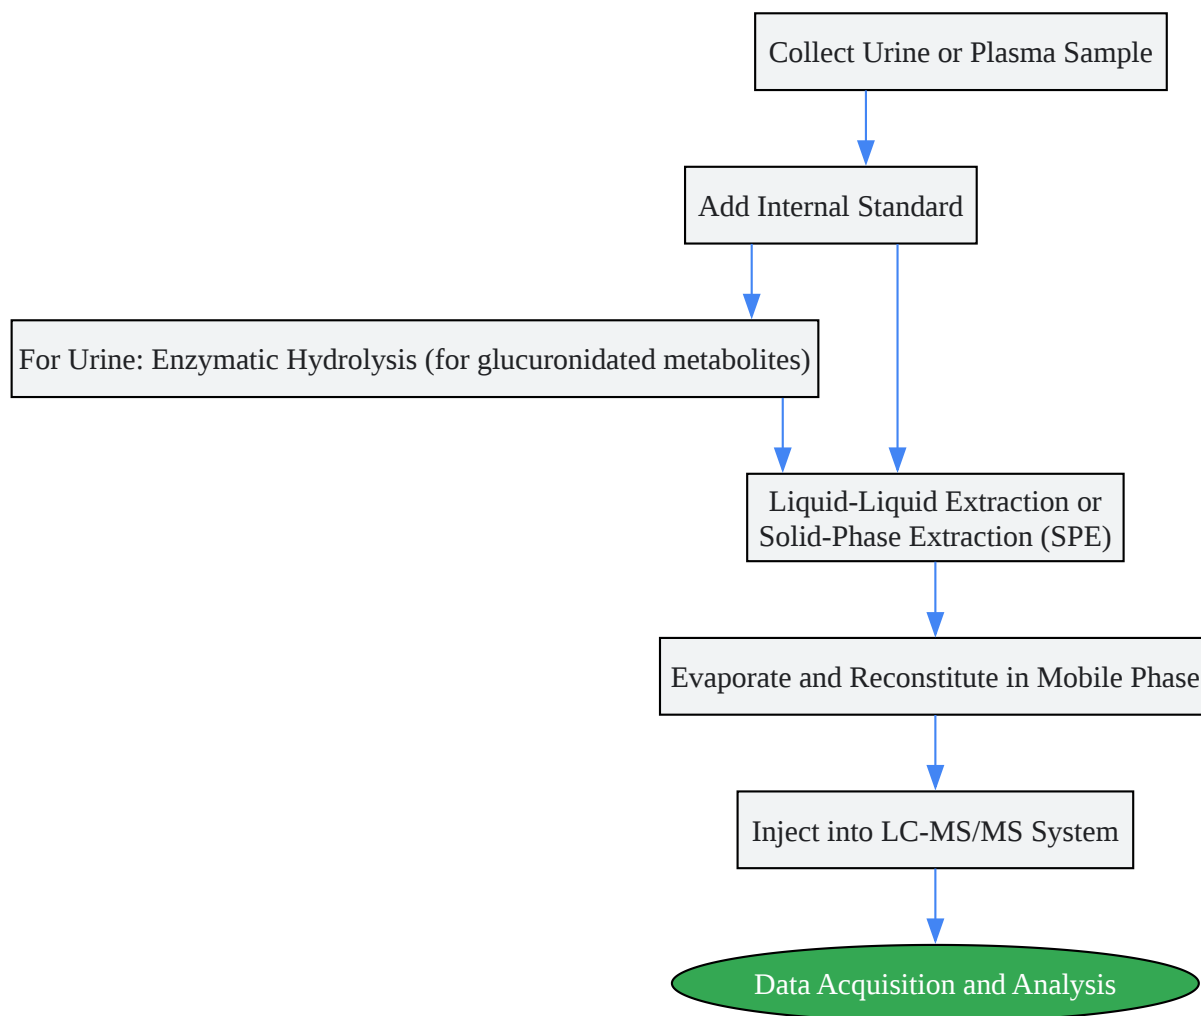 Collect Urine or Plasma Sample
Add Internal Standard
For Urine: Enzymatic Hydrolysis (for glucuronidated metabolites)
Liquid-Liquid Extraction or
Solid-Phase Extraction (SPE)
Evaporate and Reconstitute in Mobile Phase
Inject into LC-MS/MS System
Data Acquisition and Analysis